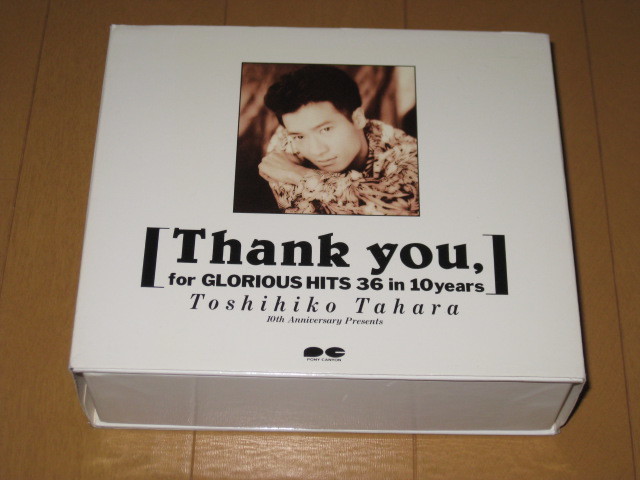 [Thank you,
for GLORIOUS HITS 36 in 10years]
Toshihiko Tahara
10th Anniversary Presents
PONY CANYON